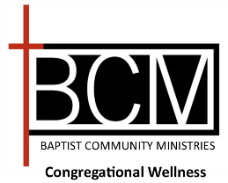 BCM
BAPTIST COMMUNITY MINISTRIES
Congregational Wellness